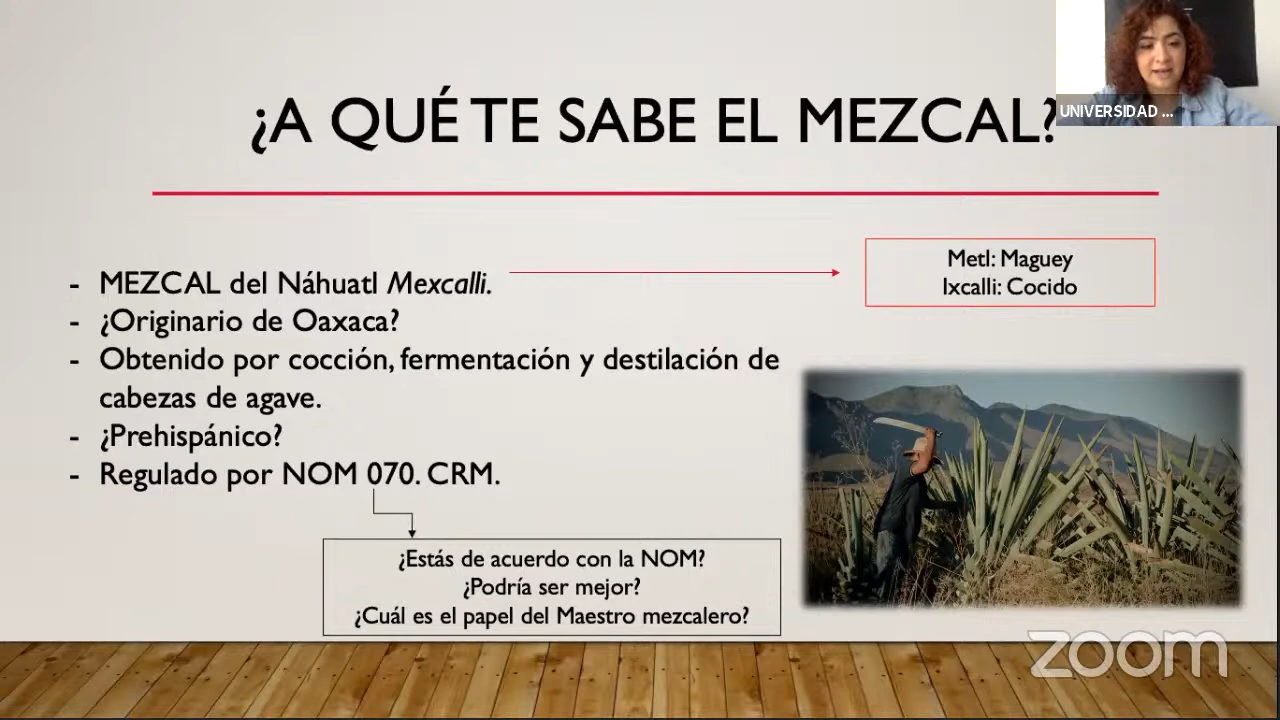 ¿A QUÉ TE SABE EL MEZCAL?
UNIVERSIDAD ...
- MEZCAL del Náhuatl Mexcalli.
Metl: Maguey
Ixcalli: Cocido
- ¿Originario de Oaxaca?
- Obtenido por cocción, fermentación y destilación de
cabezas de agave.
- ¿Prehispánico?
- Regulado por NOM 070. CRM.
¿Estás de acuerdo con la NOM?
¿Podría ser mejor?
¿Cuál es el papel del Maestro mezcalero?
zoom